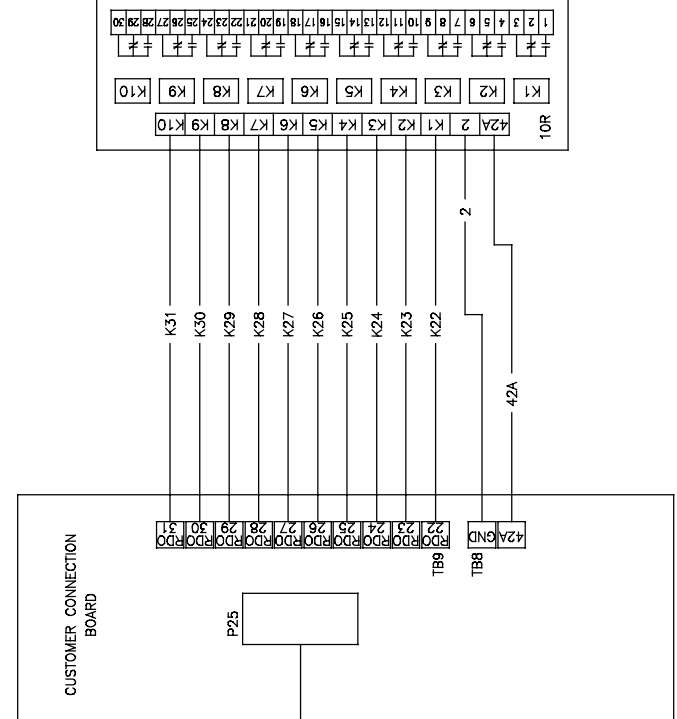 30 29 28 27 26 25 24 23 22 21 20 19 18 17 16 15 14 13 12 11 10 9 8 7 6 5 4 3 2 1
K10 K9 K8 K7 K6 K5 K4 K3 K2 K1
K10 K9 K8 K7 K6 K5 K4 K3 K2 K1 2 42A
10R
2
K31 K30 K29 K28 K27 K26 K25 K24 K23 K22
42A
31 30 29 28 27 26 25 24 23 22
RDO RDO RDO RDO RDO RDO RDO RDO RDO RDO GND 42A
TB9 TB8
CUSTOMER CONNECTION
BOARD
P25